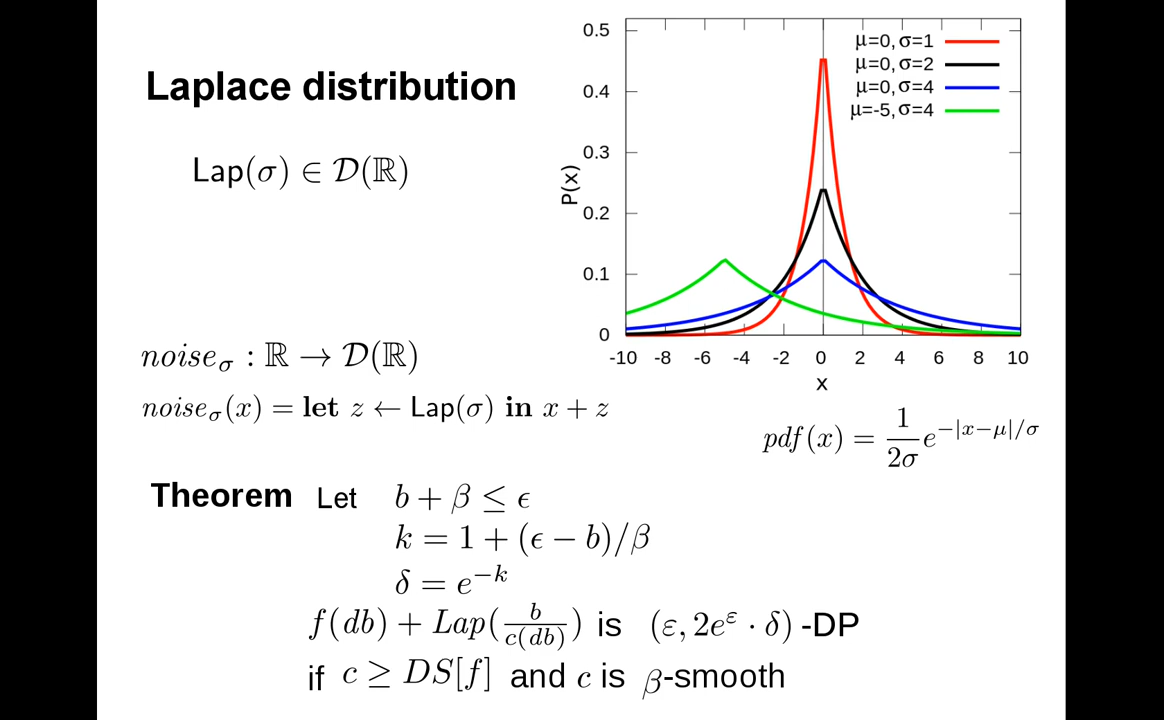 Laplace distribution
Lap(σ) ∈ 𝒟(ℝ)
0.5
0.4
0.3
0.2
0.1
0
P(x)
μ=0,σ=1
μ=0,σ=2
μ=0,σ=4
μ=-5,σ=4
-10 -8 -6 -4 -2 0 2 4 6 8 10
x
noise_σ : ℝ → 𝒟(ℝ)
noise_σ(x) = let z ← Lap(σ) in x + z
pdf(x) = \frac{1}{2σ} e^{-|x-μ|/σ}
Theorem Let b + β ≤ ϵ
k = 1 + (ϵ − b)/β
δ = e^{-k}
f(db) + Lap(\frac{b}{c(db)}) is (ε, 2e^ε · δ) -DP
if c ≥ DS[f] and c is β-smooth